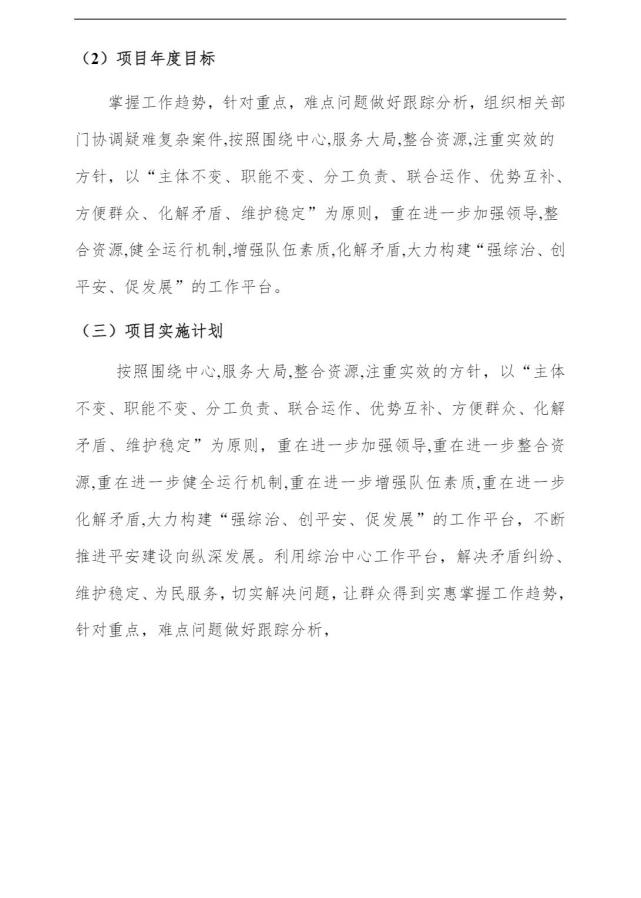 （2）项目年度目标
掌握工作趋势，针对重点，难点问题做好跟踪分析，组织相关部
门协调疑难复杂案件,按照围绕中心,服务大局,整合资源,注重实效的
方针，以“主体不变、职能不变、分工负责、联合运作、优势互补、
方便群众、化解矛盾、维护稳定”为原则，重在进一步加强领导,整
合资源,健全运行机制,增强队伍素质,化解矛盾,大力构建“强综治、创
平安、促发展”的工作平台。
（三）项目实施计划
按照围绕中心,服务大局,整合资源,注重实效的方针，以“主体
不变、职能不变、分工负责、联合运作、优势互补、方便群众、化解
矛盾、维护稳定”为原则，重在进一步加强领导,重在进一步整合资
源,重在进一步健全运行机制,重在进一步增强队伍素质,重在进一步
化解矛盾,大力构建“强综治、创平安、促发展”的工作平台，不断
推进平安建设向纵深发展。利用综治中心工作平台，解决矛盾纠纷、
维护稳定、为民服务，切实解决问题，让群众得到实惠掌握工作趋势，
针对重点，难点问题做好跟踪分析，